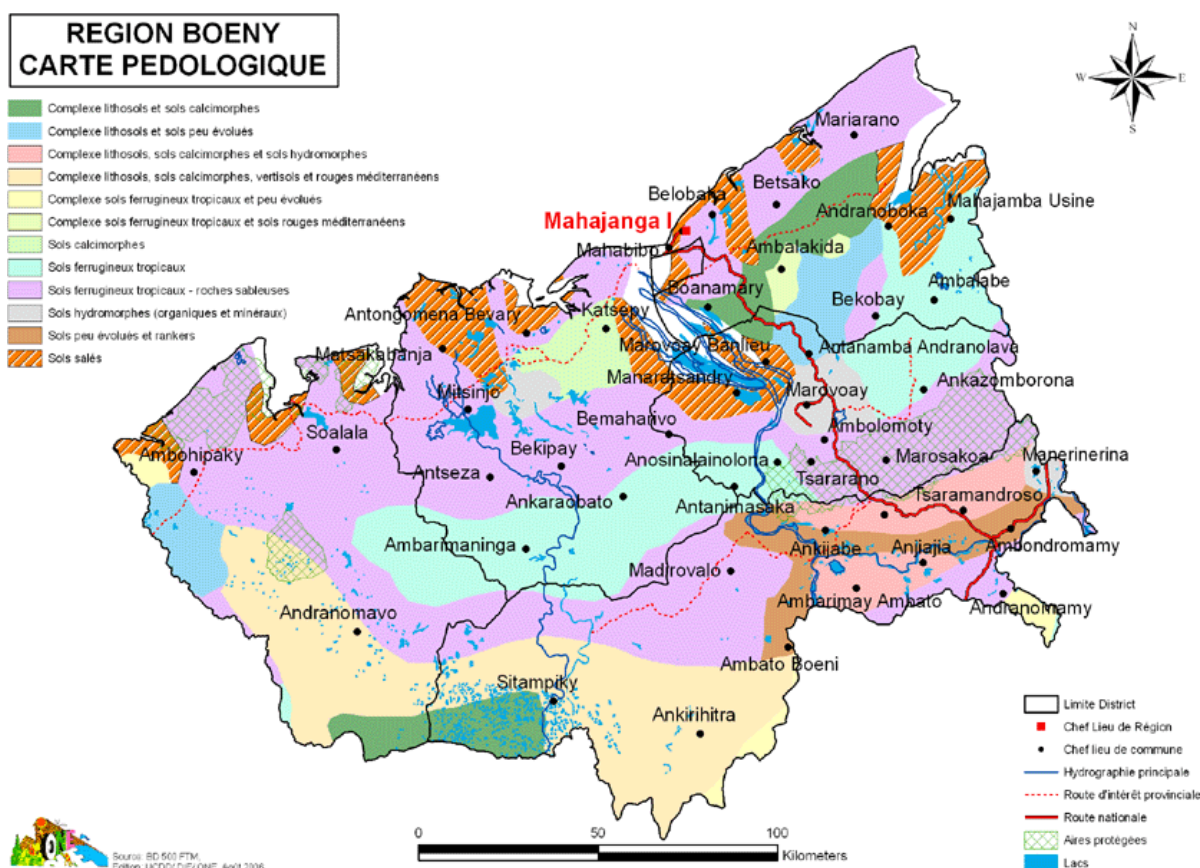 REGION BOENY
CARTE PEDOLOGIQUE
Complexe lithosols et sols calcimorphes
Complexe lithosols et sols peu évolués
Complexe lithosols, sols calcimorphes et sols hydromorphes
Complexe lithosols, sols calcimorphes, vertisols et rouges méditerranéens
Complexe sols ferrugineux tropicaux et peu évolués
Complexe sols ferrugineux tropicaux et sols rouges méditerranéens
Sols calcimorphes
Sols ferrugineux tropicaux
Sols ferrugineux tropicaux - roches sableuses
Sols hydromorphes (organiques et minéraux)
Sols peu évolués et rankers
Sols salés
N
W
E
S
Mariarano
Betsako
Belobaka
Mahajanga I
Andranoboka
Mahajamba Usine
Mahabibo
Ambalakida
Boanamary
Ambalabe
Bekobay
Antongomena Bevary
Katsepy
Matsakabanja
Marovoay Banlieu
Antanamba Andranolava
Manaratsandry
Ankazomborona
Mitsinjo
Marovoay
Bemaharivo
Ambolomoty
Soalala
Ambohipaky
Bekipay
Anosinalainolona
Marosakoa
Manerinerina
Antseza
Tsararano
Ankaraobato
Antanimasaka
Tsaramandroso
Ambarimaninga
Ankijabe
Anjiajia
Ambondromamy
Madirovalo
Ambarimay
Ambato
Andranomamy
Andranomavo
Ambato Boeni
Sitampiky
Ankirihitra
Limite District
Chef Lieu de Région
Chef lieu de commune
Hydrographie principale
Route d'intérêt provinciale
Route nationale
Aires protégées
Lacs
0
50
100
Kilometers
Source: BD 500 FTM,